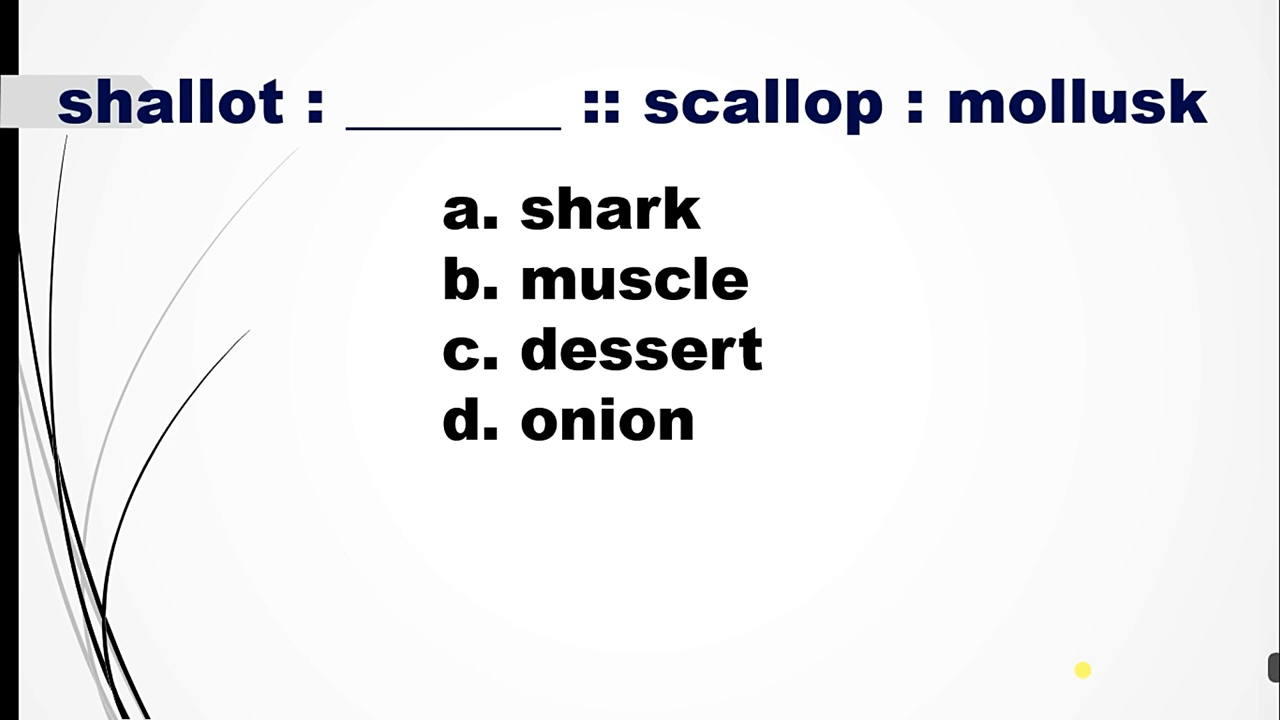 shallot : _______ :: scallop : mollusk
a. shark
b. muscle
c. dessert
d. onion